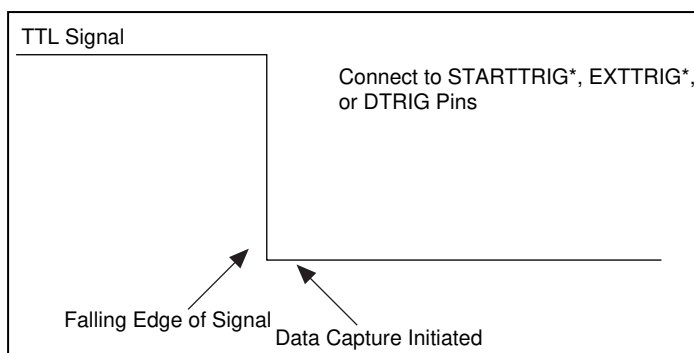 TTL Signal
Connect to STARTTRIG*, EXTTRIG*,
or DTRIG Pins
Falling Edge of Signal
Data Capture Initiated